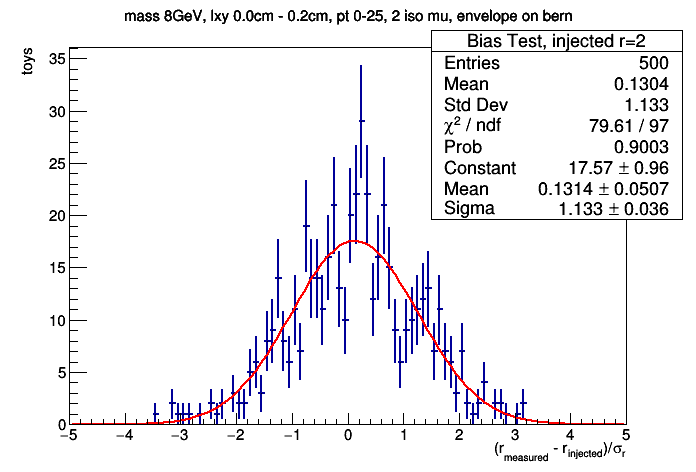 mass 8GeV, lxy 0.0cm - 0.2cm, pt 0-25, 2 iso mu, envelope on bern
Bias Test, injected r=2
Entries 500
Mean 0.1304
Std Dev 1.133
χ² / ndf 79.61 / 97
Prob 0.9003
Constant 17.57 ± 0.96
Mean 0.1314 ± 0.0507
Sigma 1.133 ± 0.036
toys
35
30
25
20
15
10
5
0
−5 −4 −3 −2 −1 0 1 2 3 4 5
(r_measured - r_injected)/σ_r